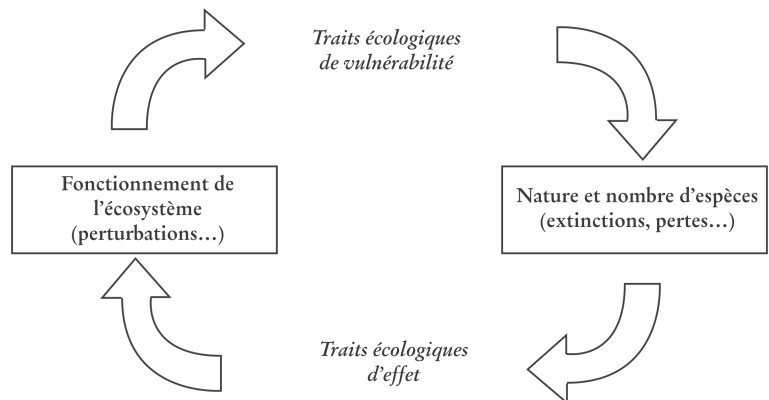 Traits écologiques
de vulnérabilité
Fonctionnement de
l'écosystème
(perturbations...)
Nature et nombre d'espèces
(extinctions, pertes...)
Traits écologiques
d'effet